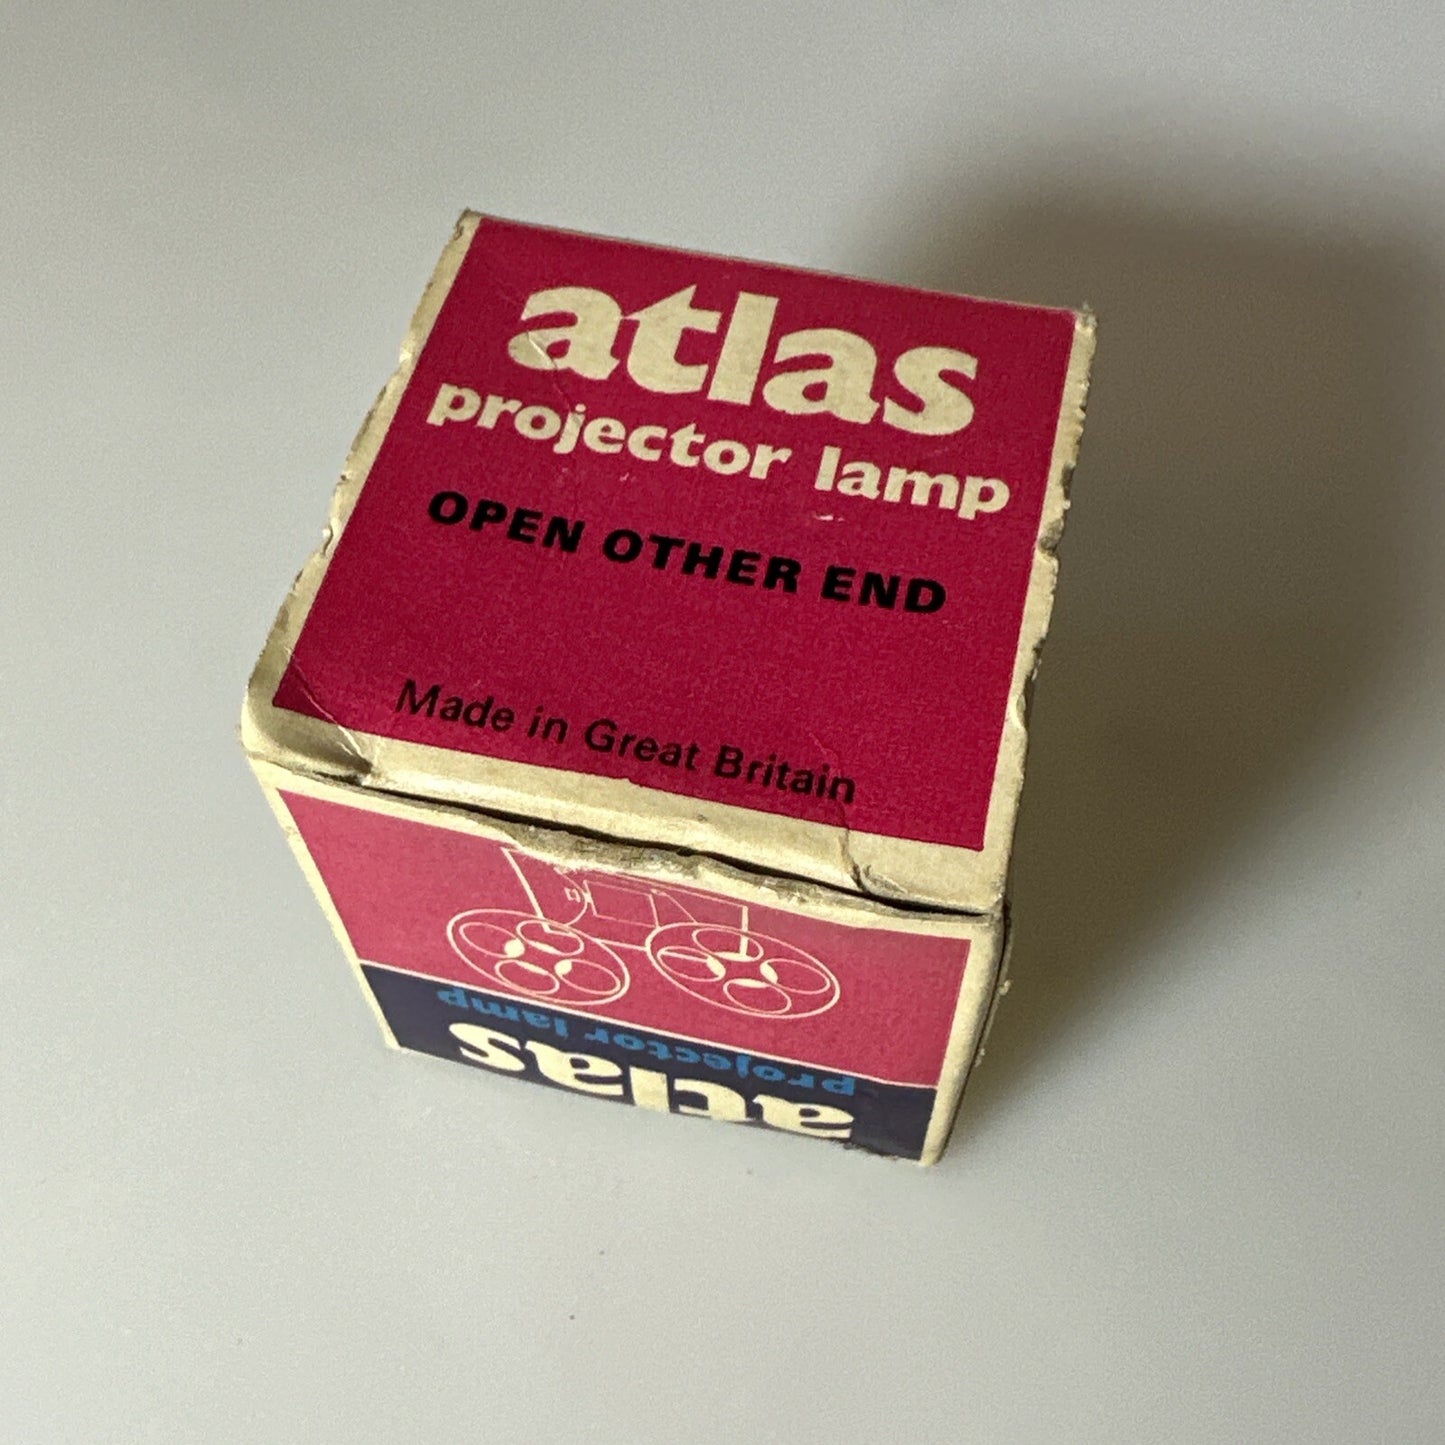 atlas
projector lamp
OPEN OTHER END
Made in Great Britain
atlas
projector lamp